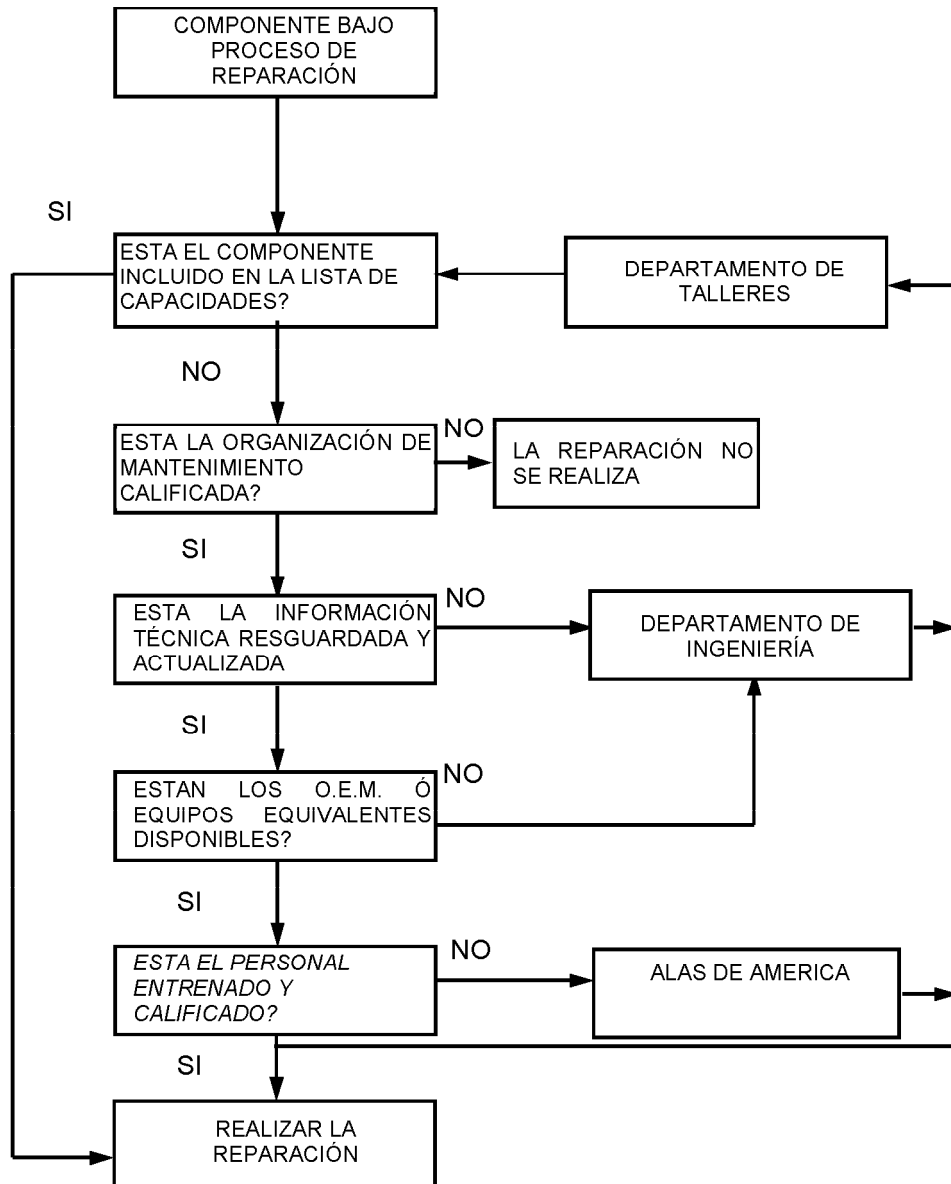 COMPONENTE BAJO
PROCESO DE
REPARACIÓN
SI
ESTA EL COMPONENTE
INCLUIDO EN LA LISTA DE
CAPACIDADES?
DEPARTAMENTO DE
TALLERES
NO
ESTA LA ORGANIZACIÓN DE
MANTENIMIENTO
CALIFICADA?
NO
LA REPARACIÓN NO
SE REALIZA
SI
ESTA LA INFORMACIÓN
TÉCNICA RESGUARDADA Y
ACTUALIZADA
NO
DEPARTAMENTO DE
INGENIERÍA
SI
ESTAN LOS O.E.M. Ó
EQUIPOS EQUIVALENTES
DISPONIBLES?
NO
SI
ESTA EL PERSONAL
ENTRENADO Y
CALIFICADO?
NO
ALAS DE AMERICA
SI
REALIZAR LA
REPARACIÓN